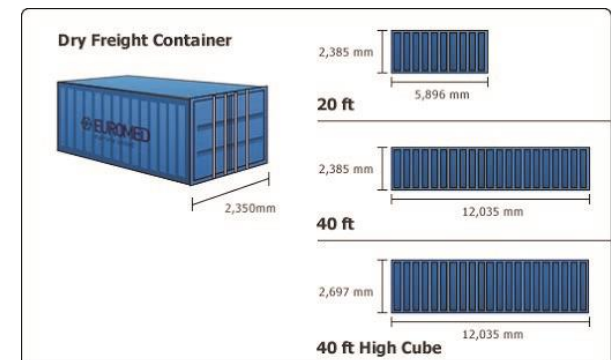 Dry Freight Container
EUROMED
2,350mm
2,385 mm
5,896 mm
20 ft
2,385 mm
12,035 mm
40 ft
2,697 mm
12,035 mm
40 ft High Cube